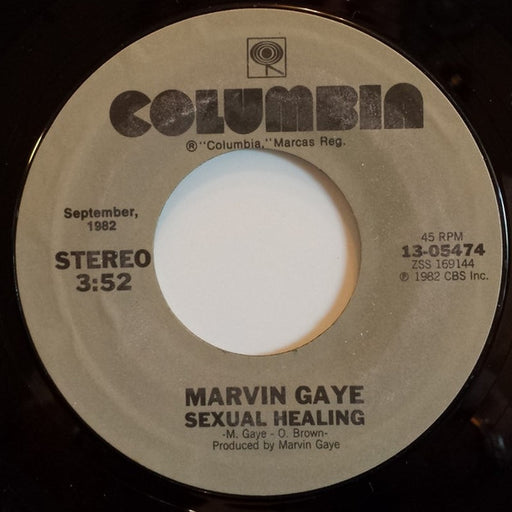 COLUMBIA
®"Columbia," Marcas Reg.
September,
1982
STEREO
3:52
45 RPM
13-05474
ZSS 169144
℗ 1982 CBS Inc.
MARVIN GAYE
SEXUAL HEALING
-M. Gaye - O. Brown-
Produced by Marvin Gaye